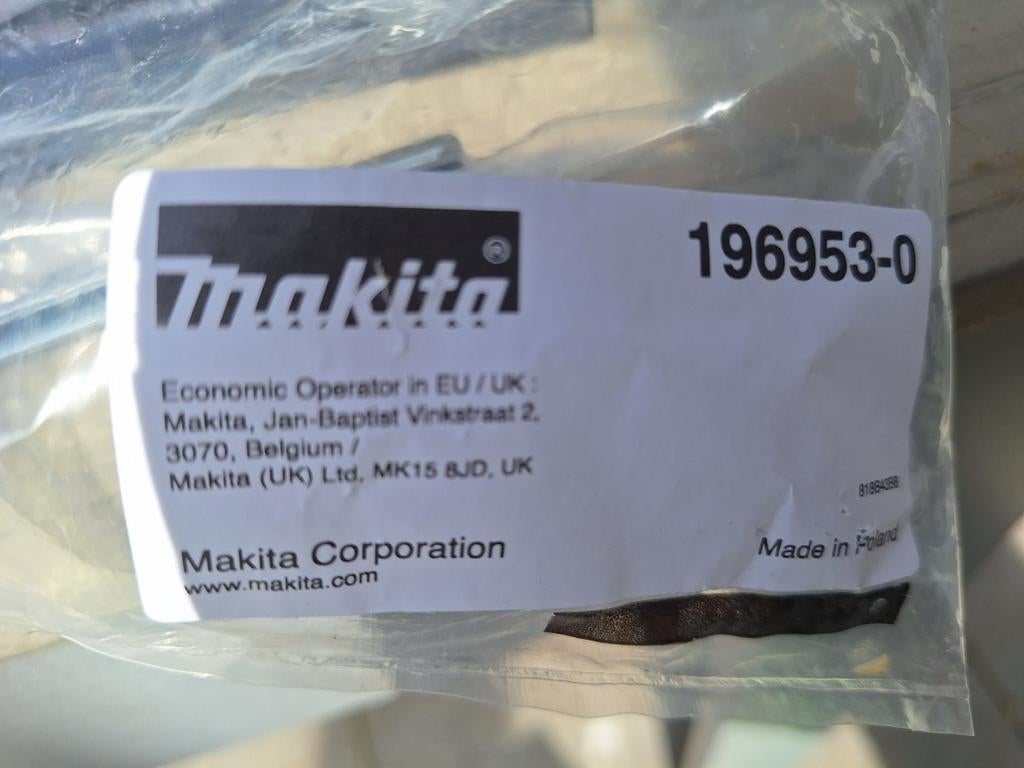 makita®
196953-0
Economic Operator in EU / UK :
Makita, Jan-Baptist Vinkstraat 2,
3070, Belgium /
Makita (UK) Ltd, MK15 8JD, UK
818B43B8
Makita Corporation
www.makita.com
Made in Poland